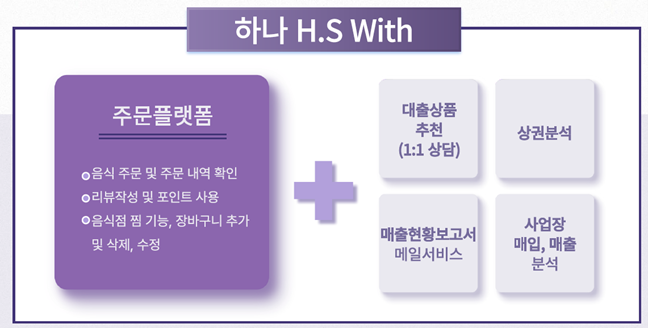 하나 H.S With
주문플랫폼
음식 주문 및 주문 내역 확인
리뷰작성 및 포인트 사용
음식점 찜 기능, 장바구니 추가
및 삭제, 수정
대출상품
추천
(1:1 상담)
상권분석
매출현황보고서
메일서비스
사업장
매입, 매출
분석